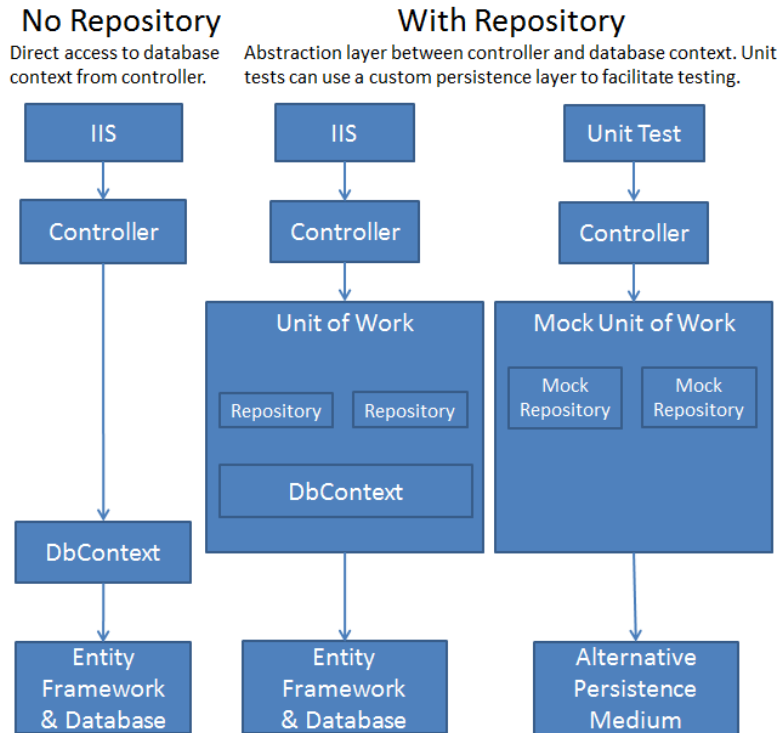 No Repository
Direct access to database
context from controller.
IIS
Controller
DbContext
Entity
Framework
& Database
With Repository
Abstraction layer between controller and database context. Unit
tests can use a custom persistence layer to facilitate testing.
IIS
Controller
Unit of Work
Repository
Repository
DbContext
Entity
Framework
& Database
Unit Test
Controller
Mock Unit of Work
Mock
Repository
Mock
Repository
Alternative
Persistence
Medium